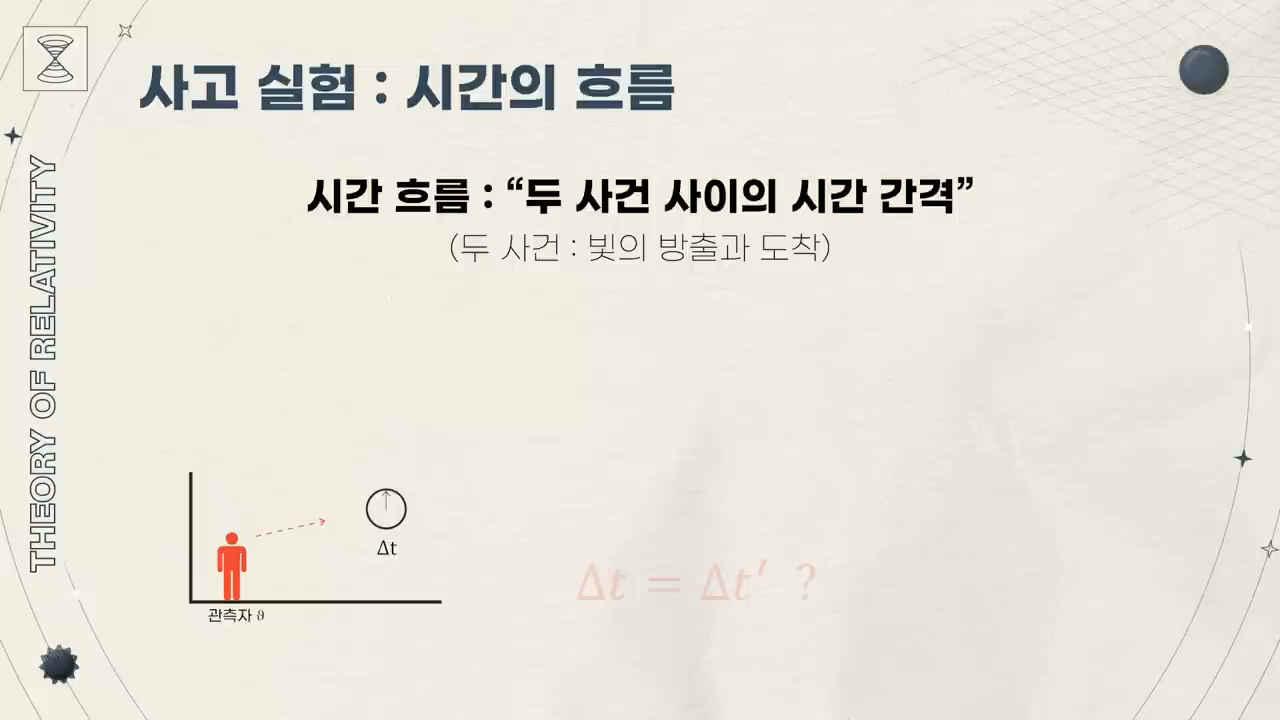 사고 실험 : 시간의 흐름
시간 흐름 : “두 사건 사이의 시간 간격”
(두 사건 : 빛의 방출과 도착)
THEORY OF RELATIVITY
Δt
관측자 𝜗
Δt = Δt′ ?